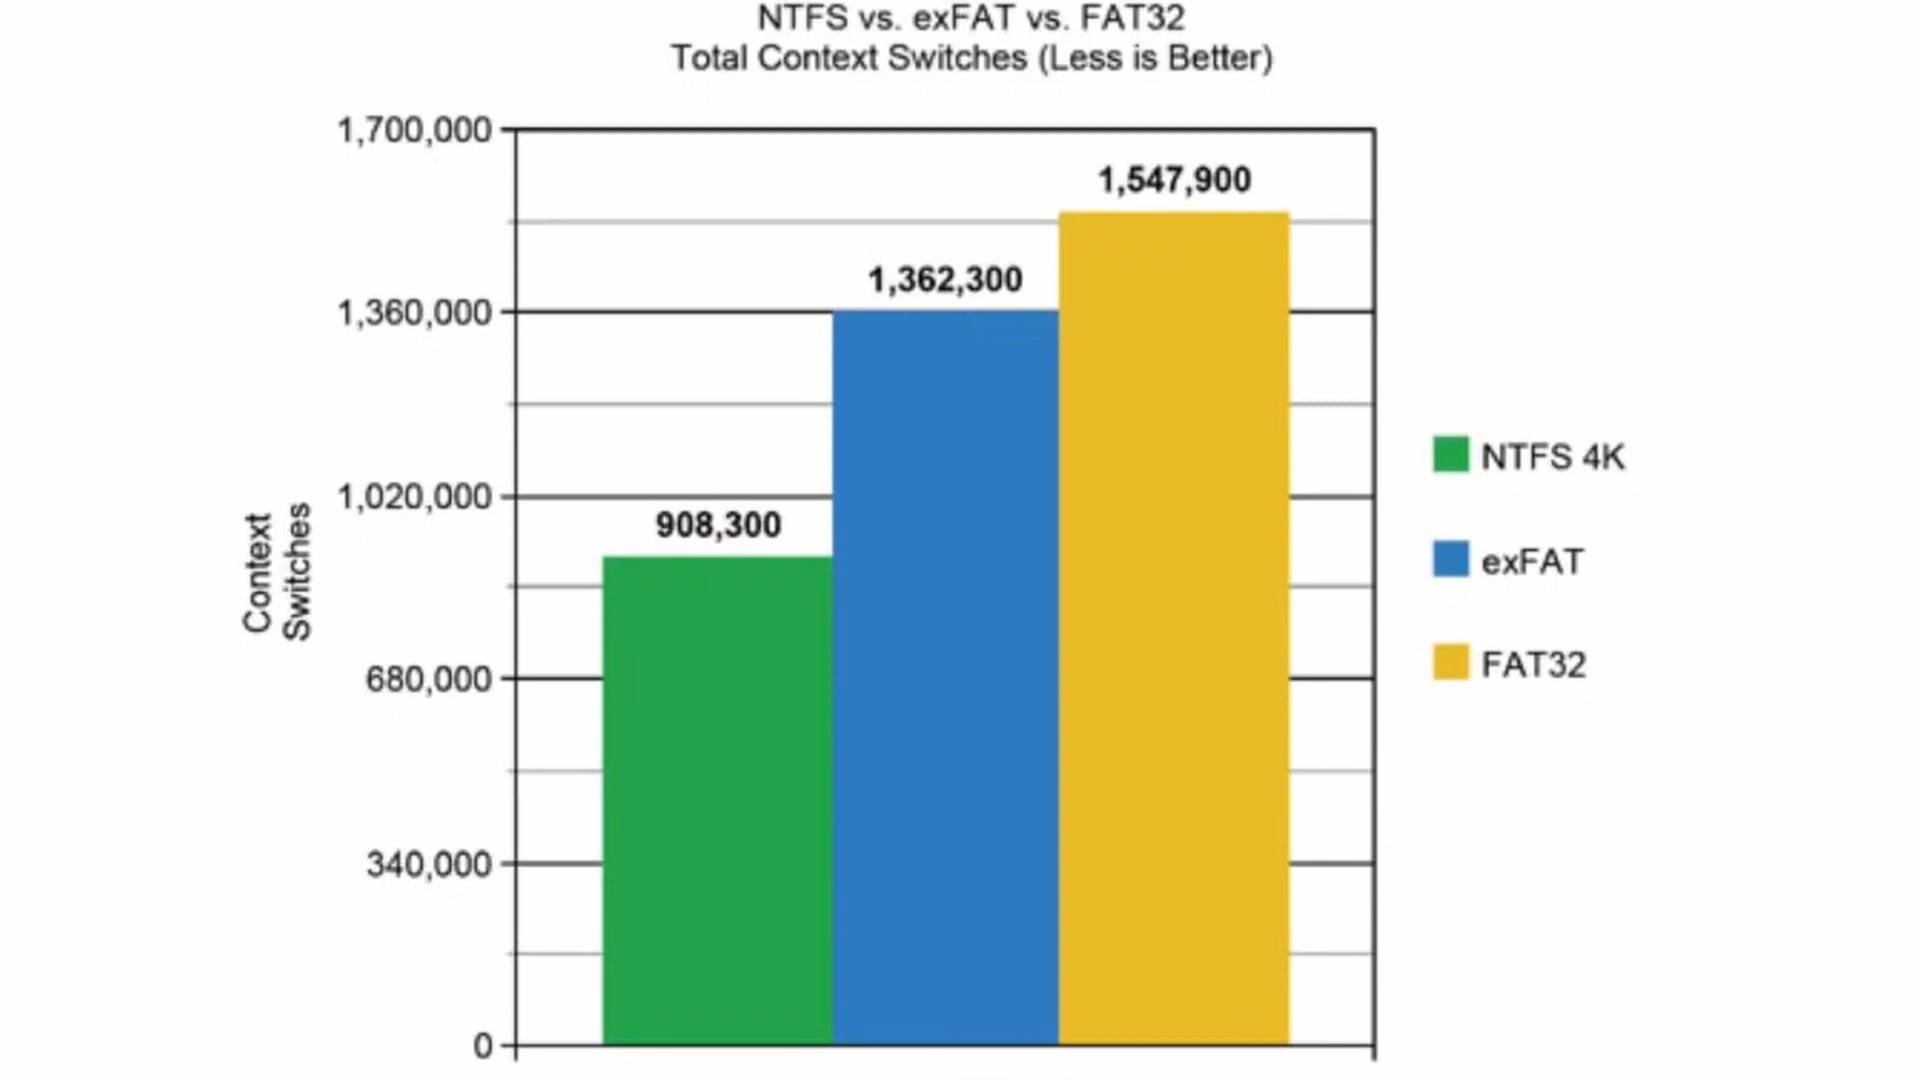 NTFS vs. exFAT vs. FAT32
Total Context Switches (Less is Better)
1,700,000
1,547,900
1,362,300
1,360,000
1,020,000
908,300
Context
Switches
680,000
340,000
0
NTFS 4K
exFAT
FAT32